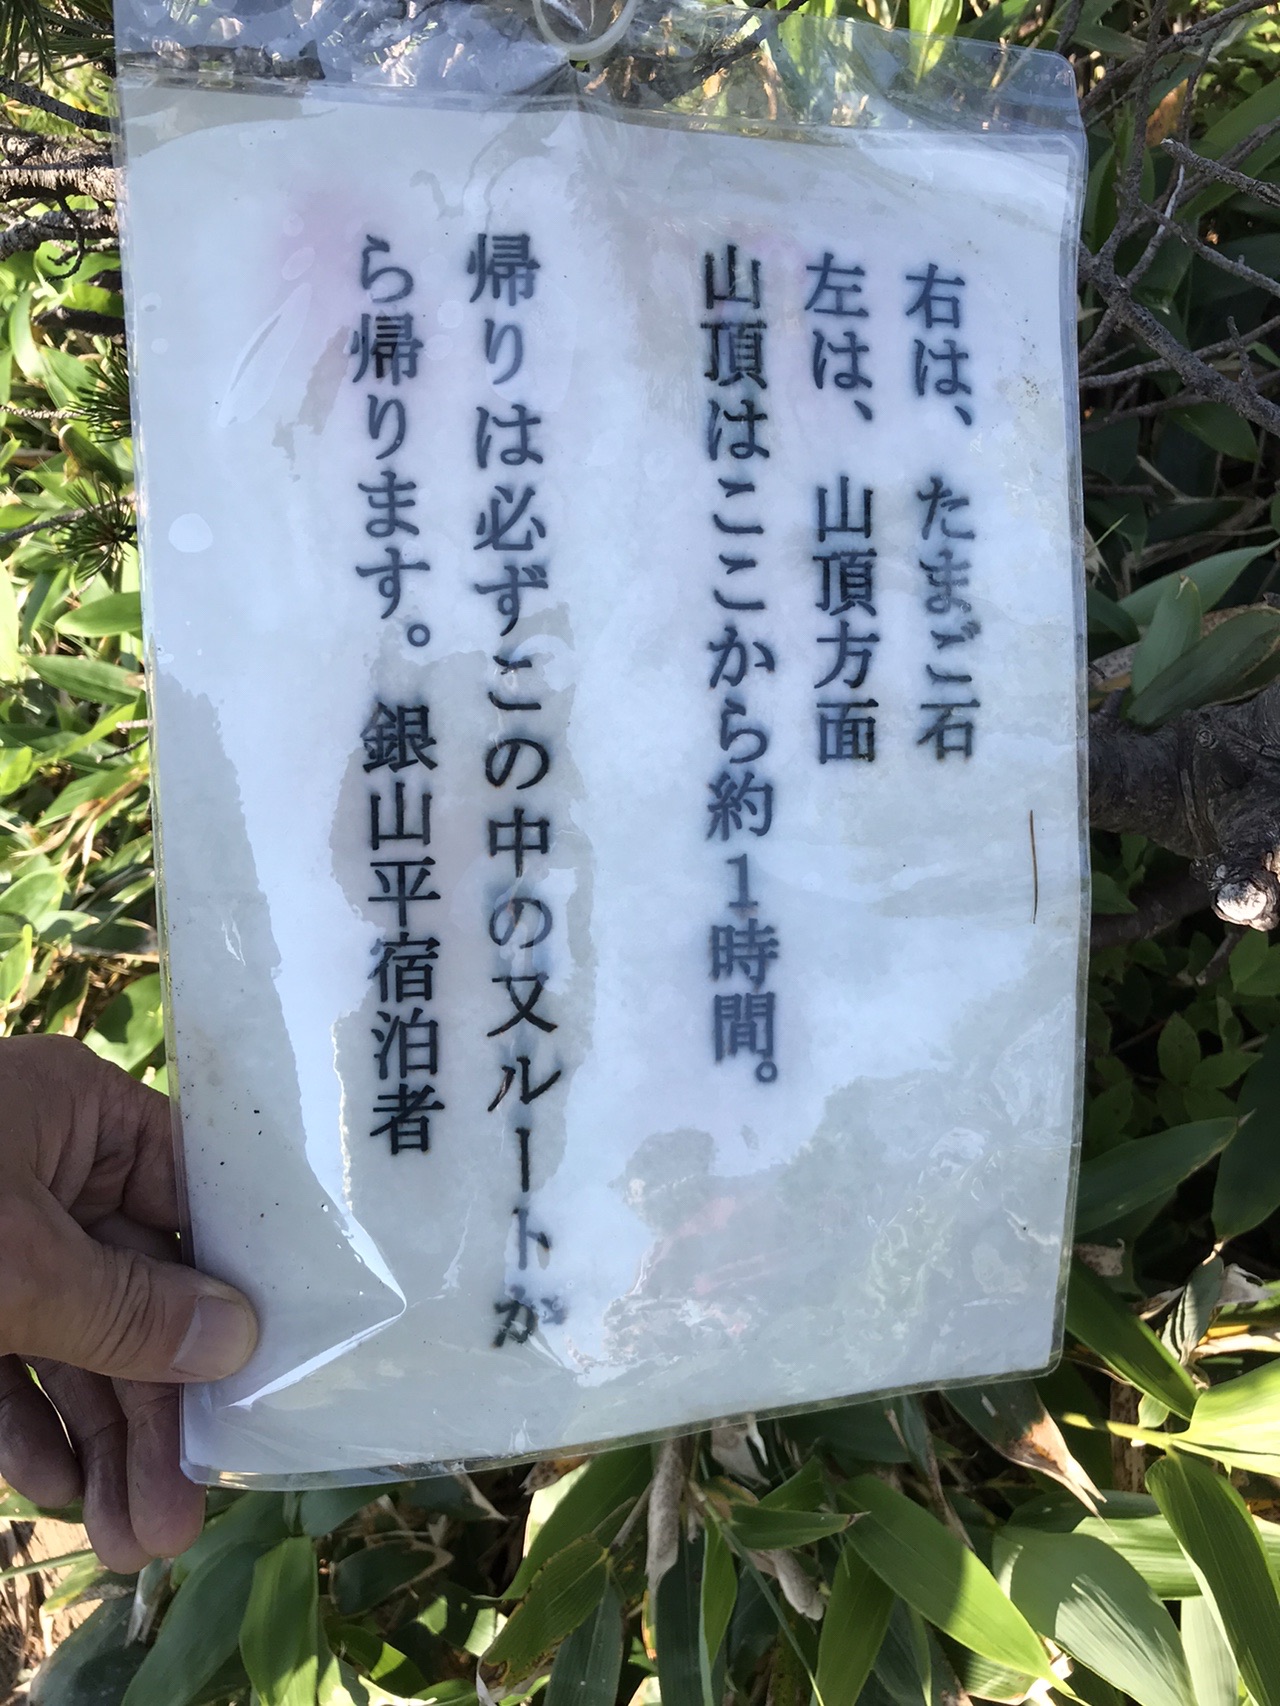 右は、たまご石
左は、山頂方面
山頂はここから約1時間。
帰りは必ずこの中の又ルートか
ら帰ります。 銀山平宿泊者